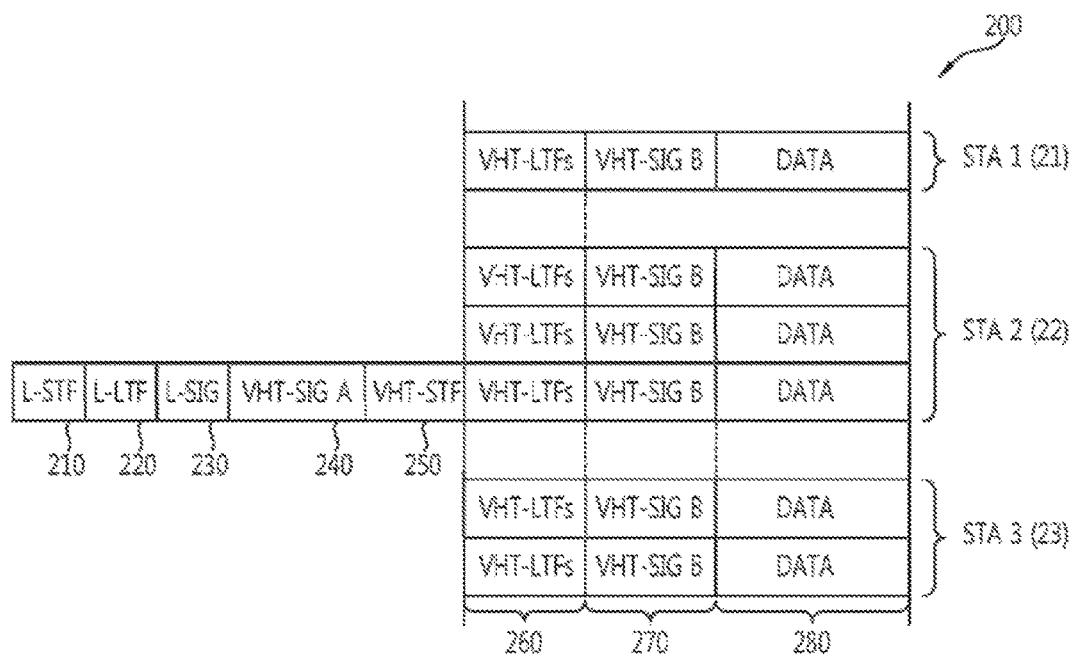 200
VHT-LTFs VHT-SIG B DATA STA 1 (21)
VHT-LTFs VHT-SIG B DATA
VHT-LTFs VHT-SIG B DATA STA 2 (22)
L-STF L-LTF L-SIG VHT-SIG A VHT-STF VHT-LTFs VHT-SIG B DATA
210 220 230 240 250
VHT-LTFs VHT-SIG B DATA
STA 3 (23)
VHT-LTFs VHT-SIG B DATA
260 270 280